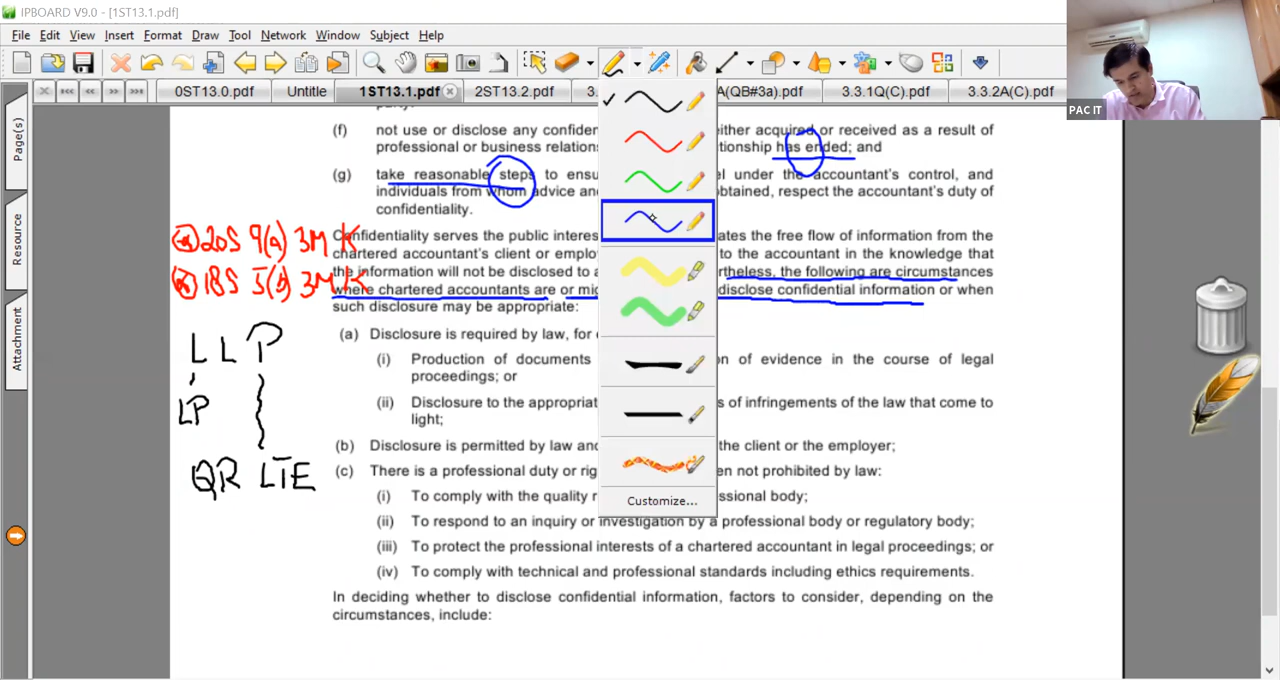 IPBOARD V9.0 - [1ST13.1.pdf]
File Edit View Insert Format Draw Tool Network Window Subject Help
0ST13.0.pdf Untitle 1ST13.1.pdf 2ST13.2.pdf 3. A(QB#3a).pdf 3.3.1Q(C).pdf 3.3.2A(C).pdf
PAC IT
Page(s)
Resource
Attachment
Customize...
party.
(f) not use or disclose any confiden either acquired or received as a result of
professional or business relations tionship has ended; and
(g) take reasonable steps to ensu el under the accountant's control, and
individuals from whom advice an obtained, respect the accountant's duty of
confidentiality.
Confidentiality serves the public interes ates the free flow of information from the
chartered accountant's client or emplo to the accountant in the knowledge that
the information will not be disclosed to a rtheless, the following are circumstances
where chartered accountants are or mig disclose confidential information or when
such disclosure may be appropriate:
(a) Disclosure is required by law, for
(i) Production of documents on of evidence in the course of legal
proceedings; or
(ii) Disclosure to the appropriat s of infringements of the law that come to
light;
(b) Disclosure is permitted by law and the client or the employer;
(c) There is a professional duty or rig en not prohibited by law:
(i) To comply with the quality r ssional body;
(ii) To respond to an inquiry or investigation by a professional body or regulatory body;
(iii) To protect the professional interests of a chartered accountant in legal proceedings; or
(iv) To comply with technical and professional standards including ethics requirements.
In deciding whether to disclose confidential information, factors to consider, depending on the
circumstances, include:
20S 9(a) 3M K
18S 5(b) 3M K
L L P
LP
QR LTE